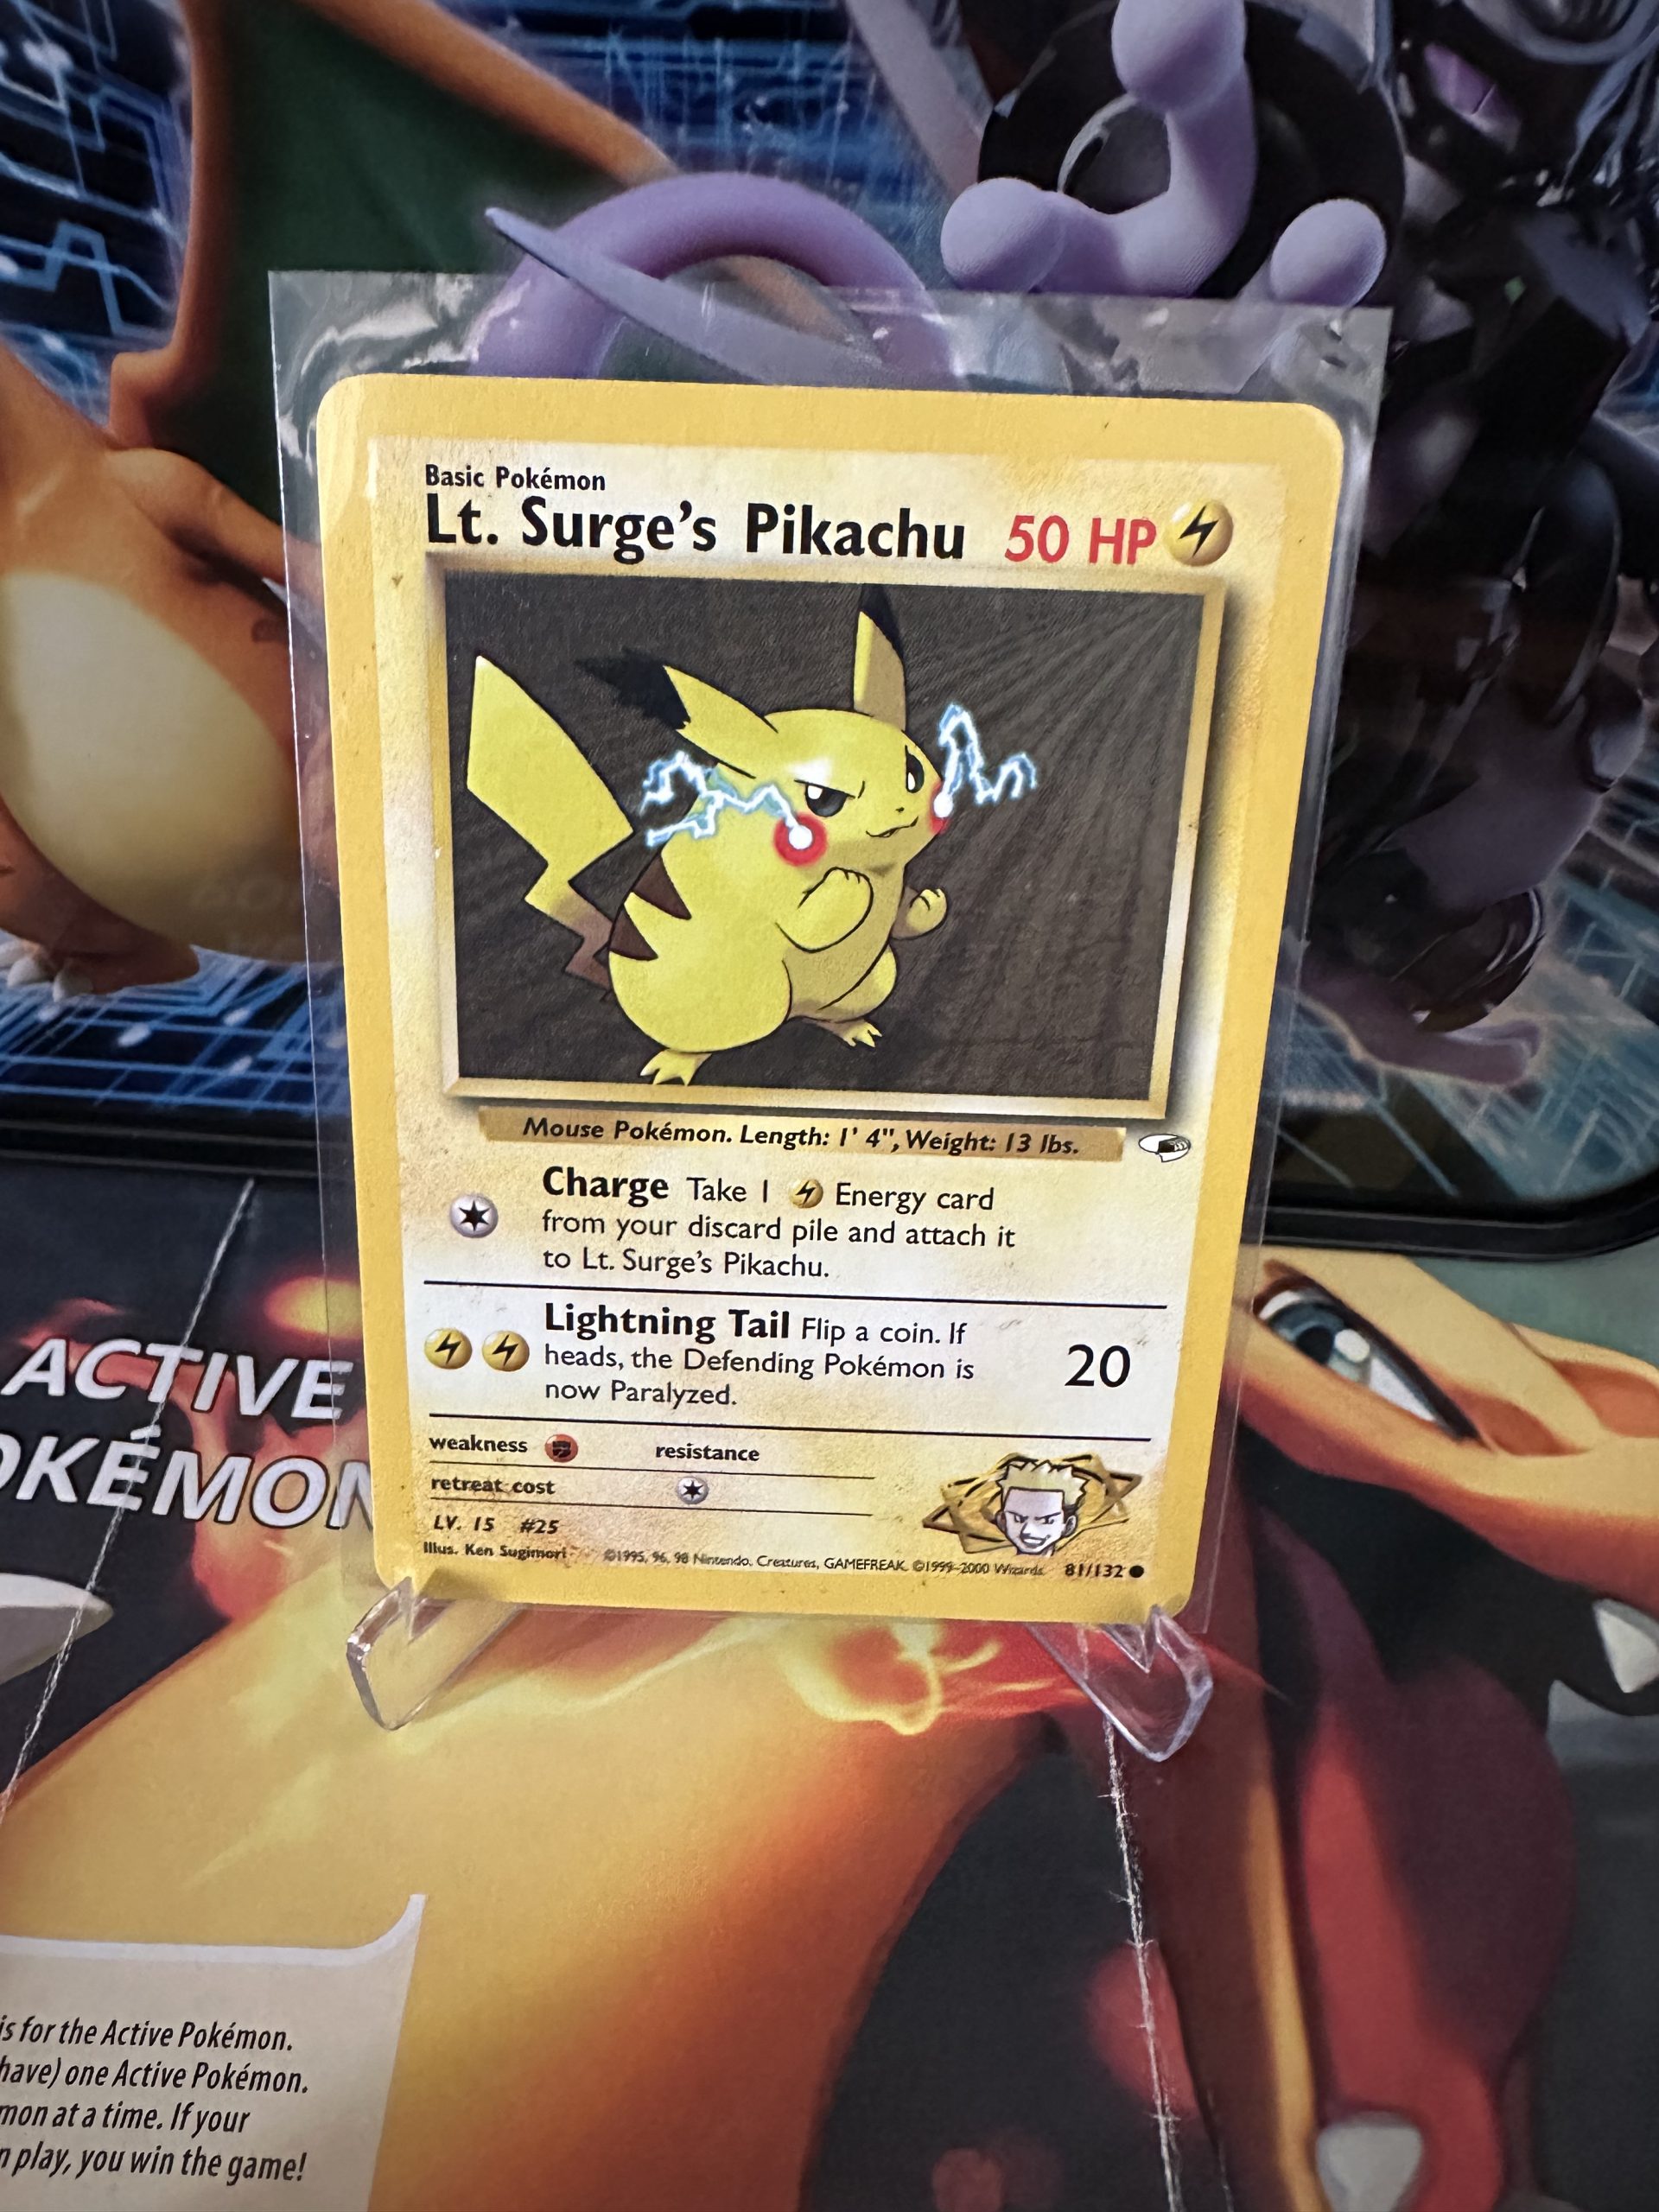 Basic Pokémon
Lt. Surge's Pikachu 50 HP
Mouse Pokémon. Length: 1' 4", Weight: 13 lbs.
Charge Take 1 Energy card
from your discard pile and attach it
to Lt. Surge's Pikachu.
Lightning Tail Flip a coin. If
heads, the Defending Pokémon is
now Paralyzed.
20
weakness resistance
retreat cost
LV. 15 #25
Illus. Ken Sugimori ©1995, 96, 98 Nintendo, Creatures, GAMEFREAK. ©1999-2000 Wizards. 81/132
ACTIVE
POKÉMON
is for the Active Pokémon.
have) one Active Pokémon.
mon at a time. If your
n play, you win the game!